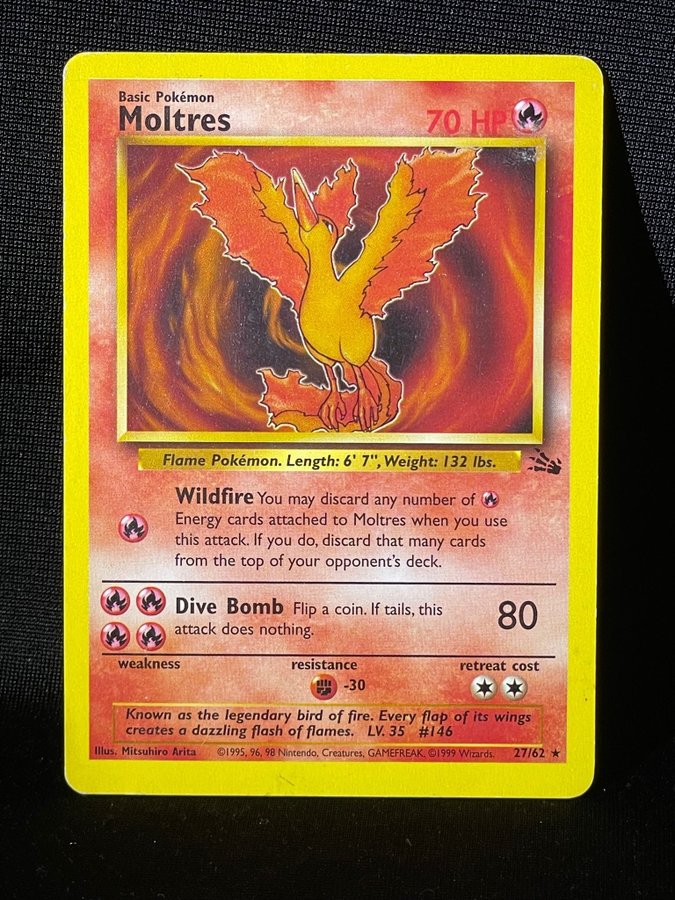 Basic Pokémon
Moltres 70 HP
Flame Pokémon. Length: 6' 7", Weight: 132 lbs.
Wildfire You may discard any number of
Energy cards attached to Moltres when you use
this attack. If you do, discard that many cards
from the top of your opponent's deck.
Dive Bomb Flip a coin. If tails, this
attack does nothing.
80
weakness resistance retreat cost
-30
Known as the legendary bird of fire. Every flap of its wings
creates a dazzling flash of flames. LV. 35 #146
Illus. Mitsuhiro Arita ©1995, 96, 98 Nintendo, Creatures, GAMEFREAK. ©1999 Wizards. 27/62 ★